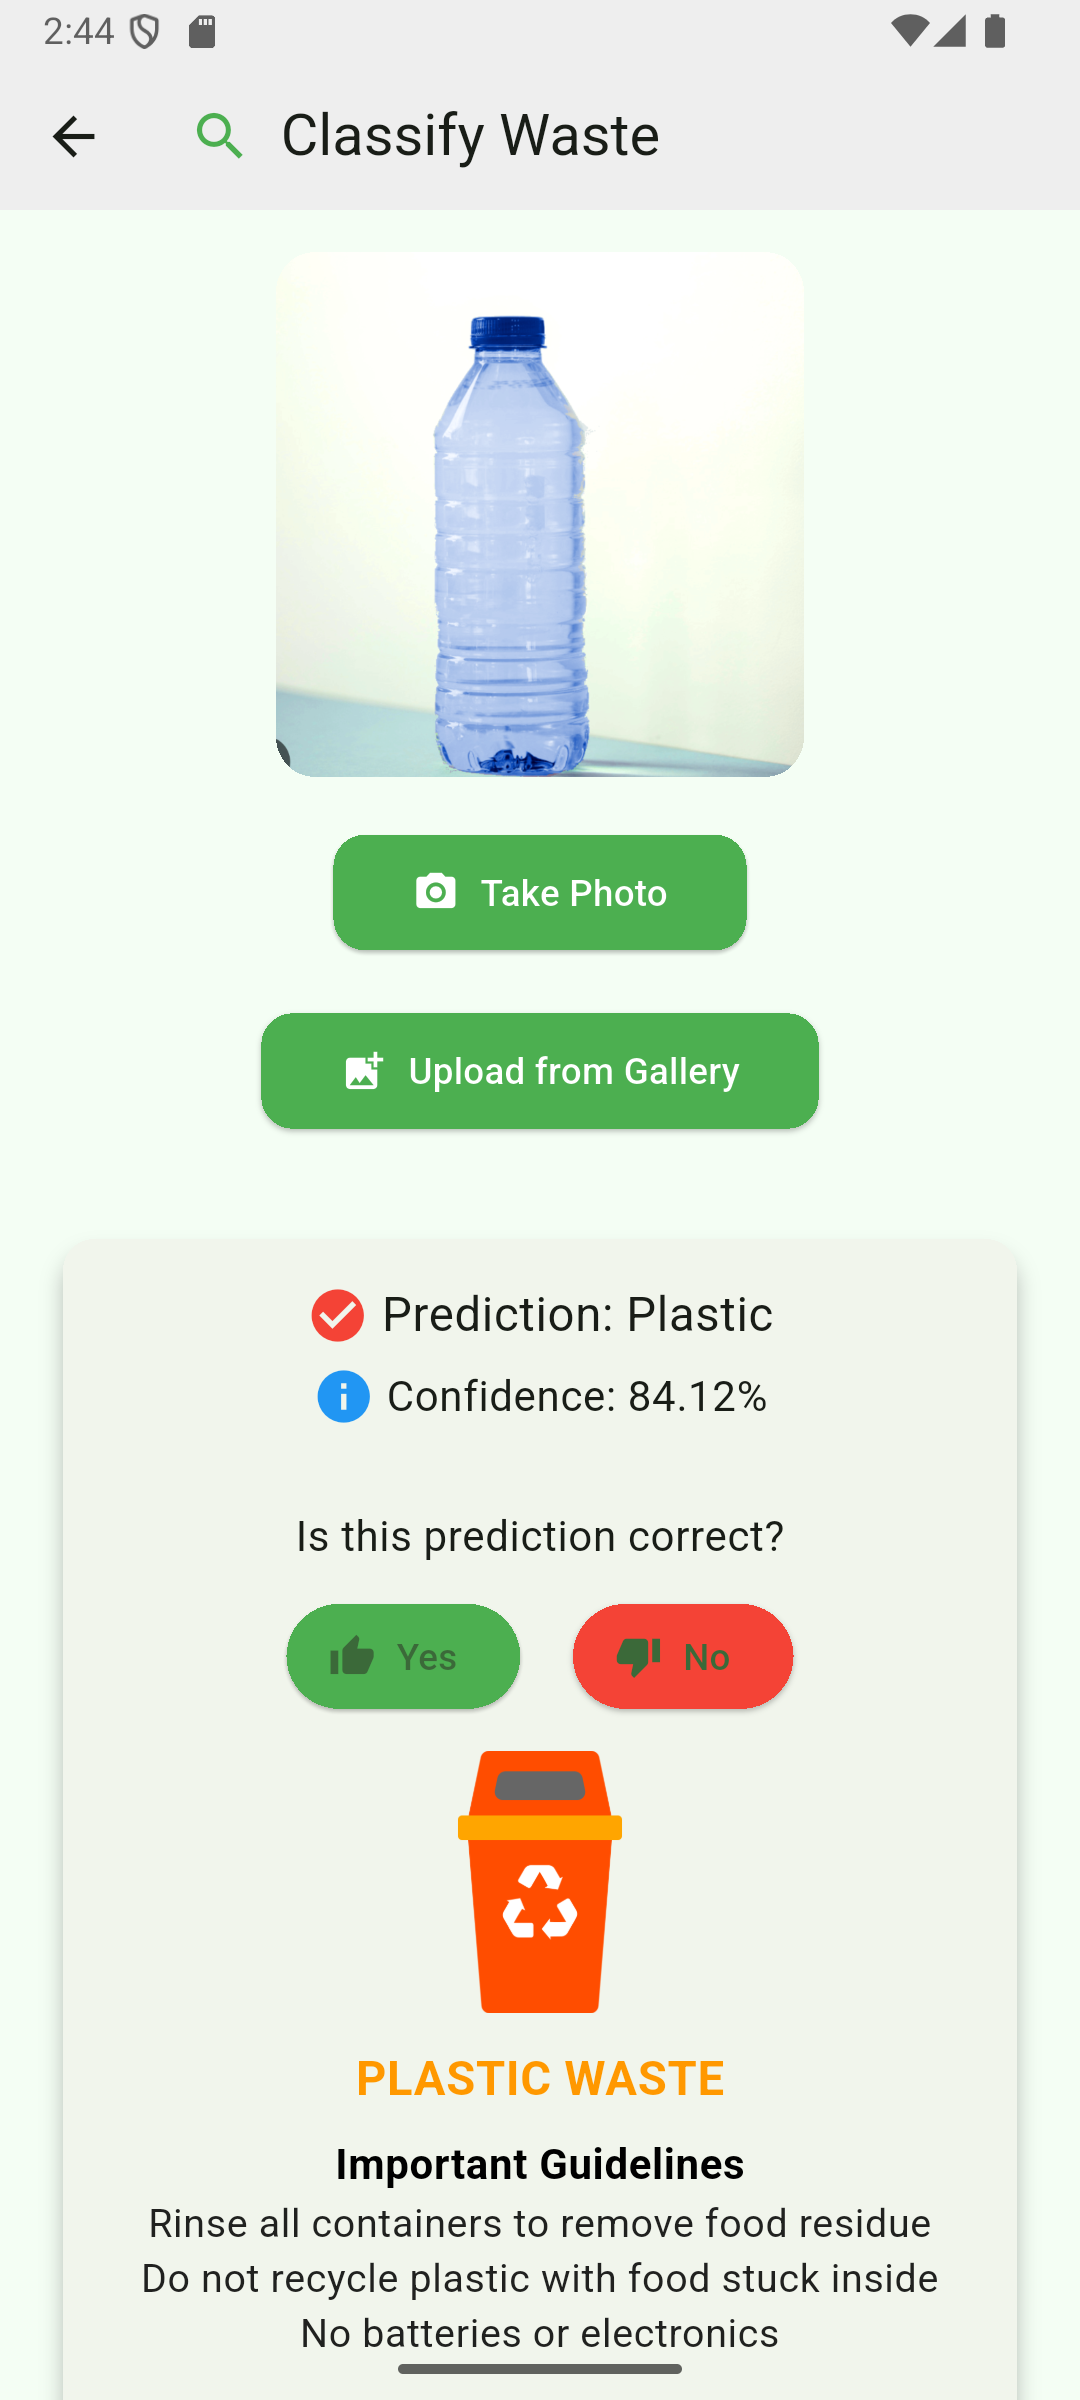 2:44
Classify Waste
Take Photo
Upload from Gallery
Prediction: Plastic
Confidence: 84.12%
Is this prediction correct?
Yes
No
PLASTIC WASTE
Important Guidelines
Rinse all containers to remove food residue
Do not recycle plastic with food stuck inside
No batteries or electronics